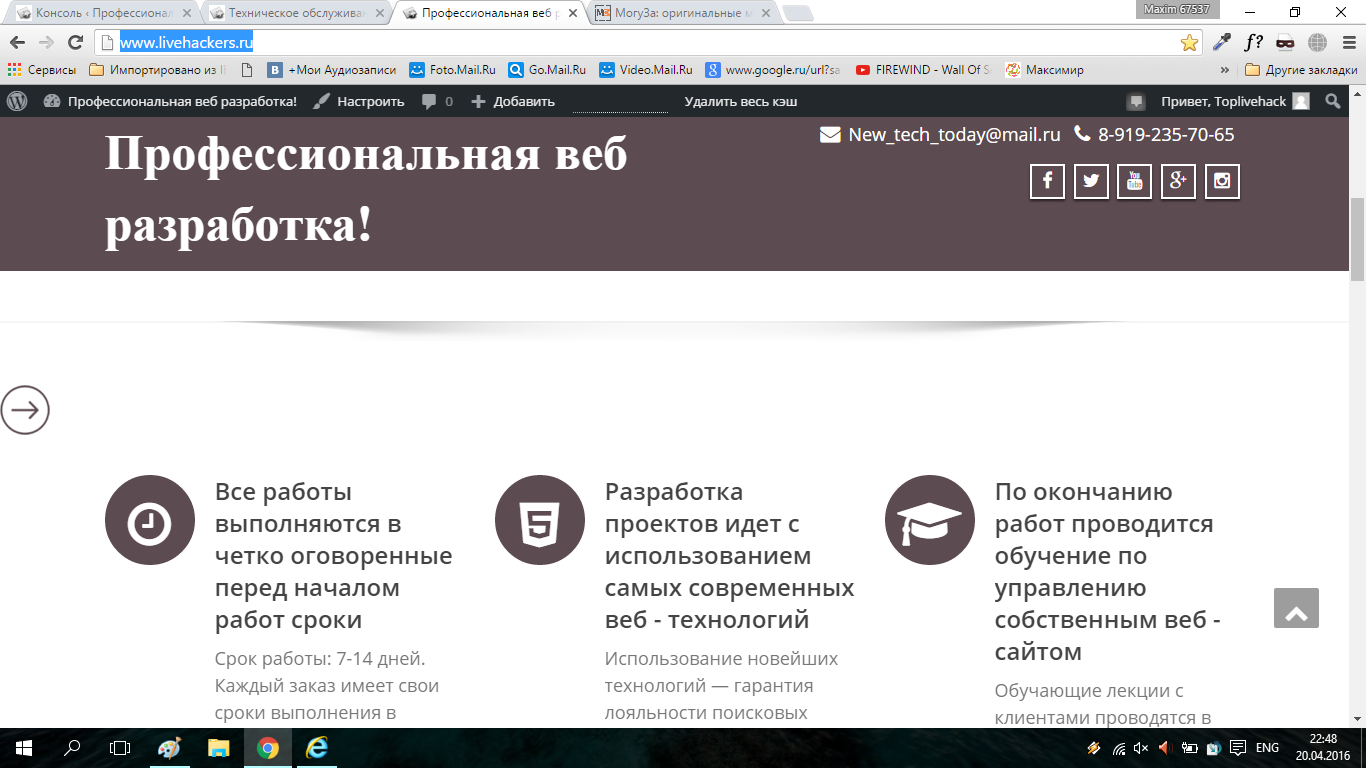 Консоль ‹ Профессионал
Техническое обслужива
Профессиональная веб р
МогуЗа: оригинальные м
Maxim 67537
www.livehackers.ru
f?
Сервисы
Импортировано из IE
+Мои Аудиозаписи
Foto.Mail.Ru
Go.Mail.Ru
Video.Mail.Ru
www.google.ru/url?sa
FIREWIND - Wall Of S
Максимир
»
Другие закладки
Профессиональная веб разработка!
Настроить
0
Добавить
Удалить весь кэш
Привет, Toplivehack
Профессиональная веб
разработка!
New_tech_today@mail.ru
8-919-235-70-65
You
Tube
g+
Все работы
выполняются в
четко оговоренные
перед началом
работ сроки
Срок работы: 7-14 дней.
Каждый заказ имеет свои
сроки выполнения в
Разработка
проектов идет с
использованием
самых современных
веб - технологий
Использование новейших
технологий — гарантия
лояльности поисковых
По окончанию
работ проводится
обучение по
управлению
собственным веб -
сайтом
Обучающие лекции с
клиентами проводятся в
ENG
22:48
20.04.2016